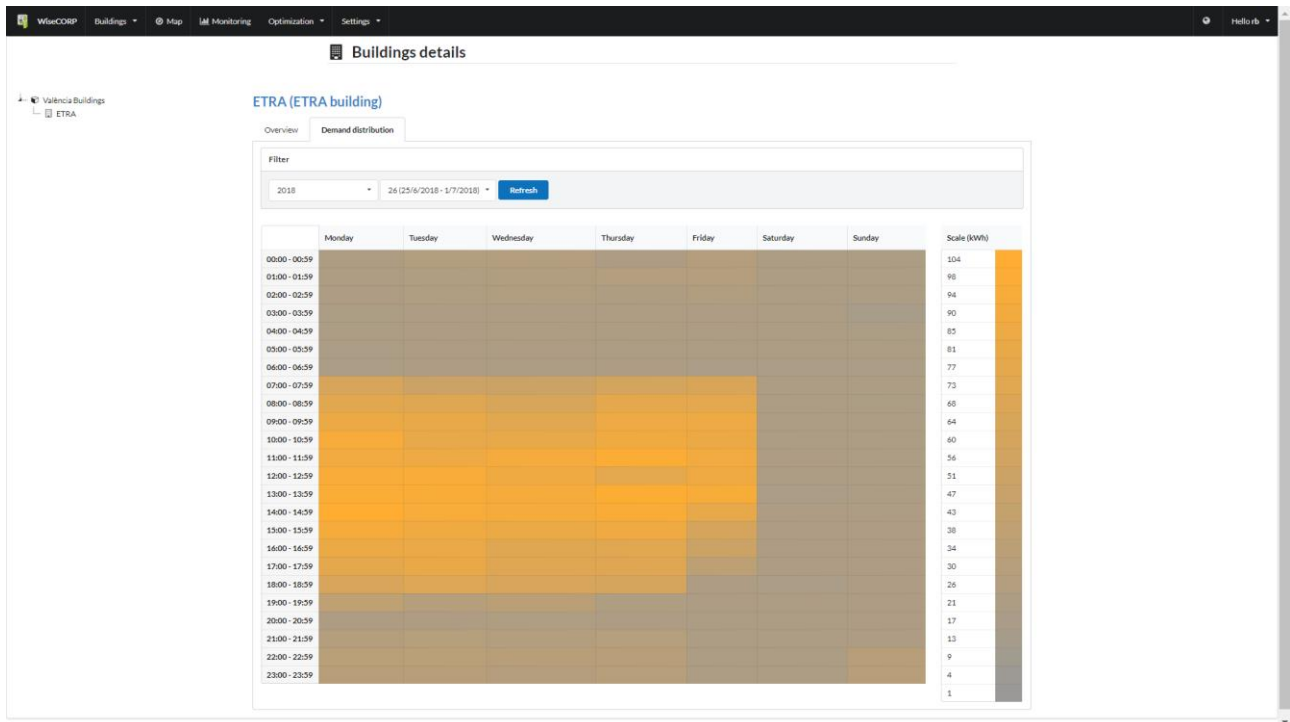 WiseCORP Buildings Map Monitoring Optimization Settings Hello rb
Buildings details
València Buildings
ETRA
ETRA (ETRA building)
Overview Demand distribution
Filter
2018 26 (25/6/2018 - 1/7/2018) Refresh
Monday Tuesday Wednesday Thursday Friday Saturday Sunday Scale (kWh)
00:00 - 00:59 104
01:00 - 01:59 98
02:00 - 02:59 94
03:00 - 03:59 90
04:00 - 04:59 85
05:00 - 05:59 81
06:00 - 06:59 77
07:00 - 07:59 73
08:00 - 08:59 68
09:00 - 09:59 64
10:00 - 10:59 60
11:00 - 11:59 56
12:00 - 12:59 51
13:00 - 13:59 47
14:00 - 14:59 43
15:00 - 15:59 38
16:00 - 16:59 34
17:00 - 17:59 30
18:00 - 18:59 26
19:00 - 19:59 21
20:00 - 20:59 17
21:00 - 21:59 13
22:00 - 22:59 9
23:00 - 23:59 4
1